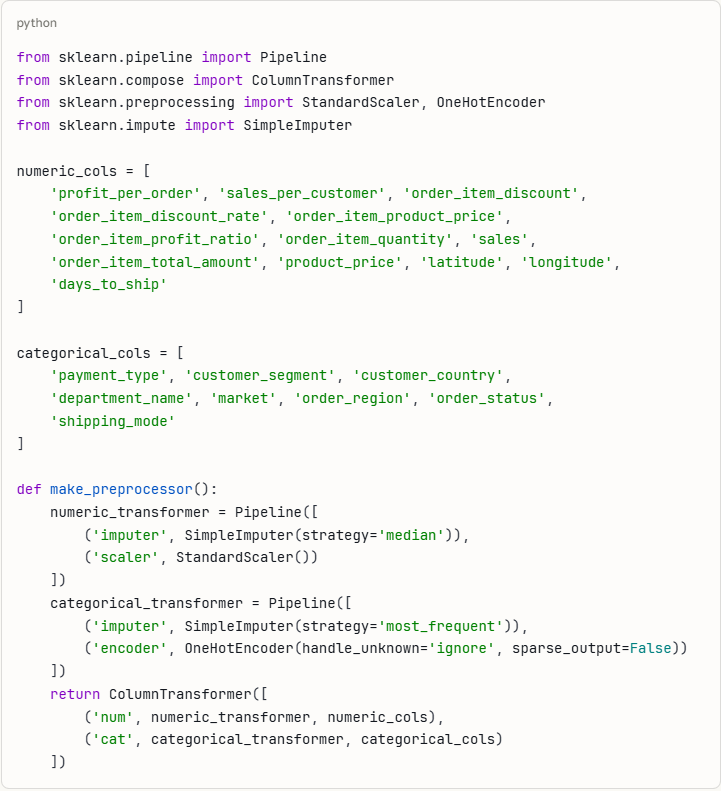 python
from sklearn.pipeline import Pipeline
from sklearn.compose import ColumnTransformer
from sklearn.preprocessing import StandardScaler, OneHotEncoder
from sklearn.impute import SimpleImputer

numeric_cols = [
    'profit_per_order', 'sales_per_customer', 'order_item_discount',
    'order_item_discount_rate', 'order_item_product_price',
    'order_item_profit_ratio', 'order_item_quantity', 'sales',
    'order_item_total_amount', 'product_price', 'latitude', 'longitude',
    'days_to_ship'
]

categorical_cols = [
    'payment_type', 'customer_segment', 'customer_country',
    'department_name', 'market', 'order_region', 'order_status',
    'shipping_mode'
]

def make_preprocessor():
    numeric_transformer = Pipeline([
        ('imputer', SimpleImputer(strategy='median')),
        ('scaler', StandardScaler())
    ])
    categorical_transformer = Pipeline([
        ('imputer', SimpleImputer(strategy='most_frequent')),
        ('encoder', OneHotEncoder(handle_unknown='ignore', sparse_output=False))
    ])
    return ColumnTransformer([
        ('num', numeric_transformer, numeric_cols),
        ('cat', categorical_transformer, categorical_cols)
    ])